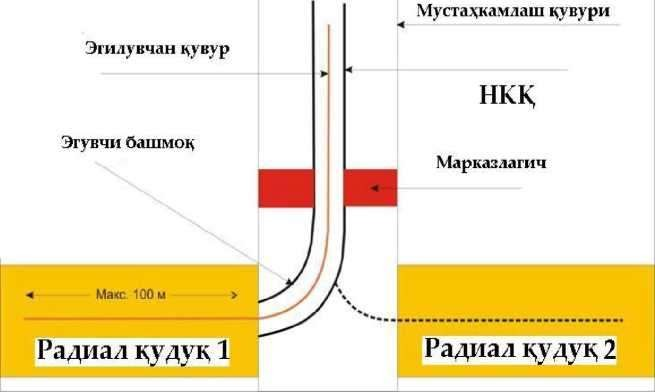 Мустаҳкамлаш қувури
Эгилувчан қувур
НКҚ
Эгувчи башмоқ
Марказлагич
Макс. 100 м
Радиал қудуқ 1
Радиал қудуқ 2